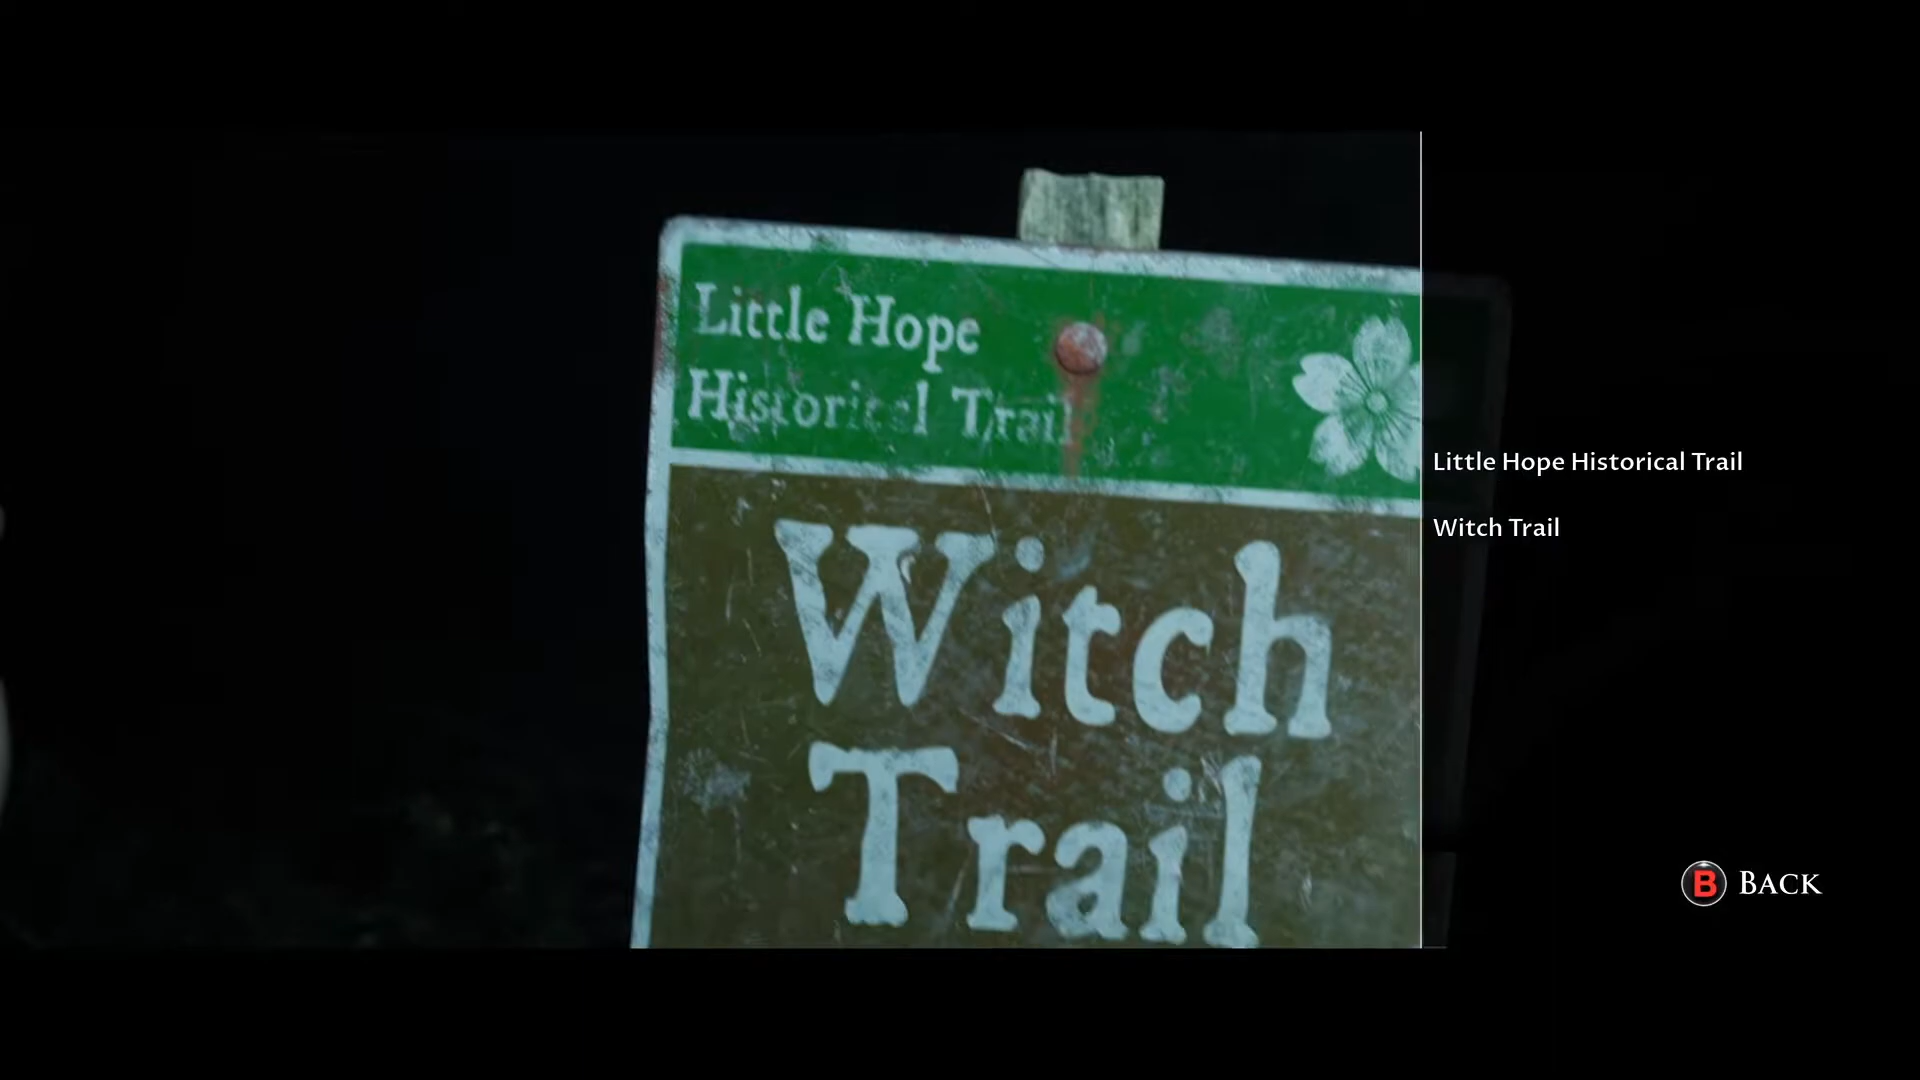 Little Hope
Historical Trail
Witch
Trail
Little Hope Historical Trail
Witch Trail
B BACK